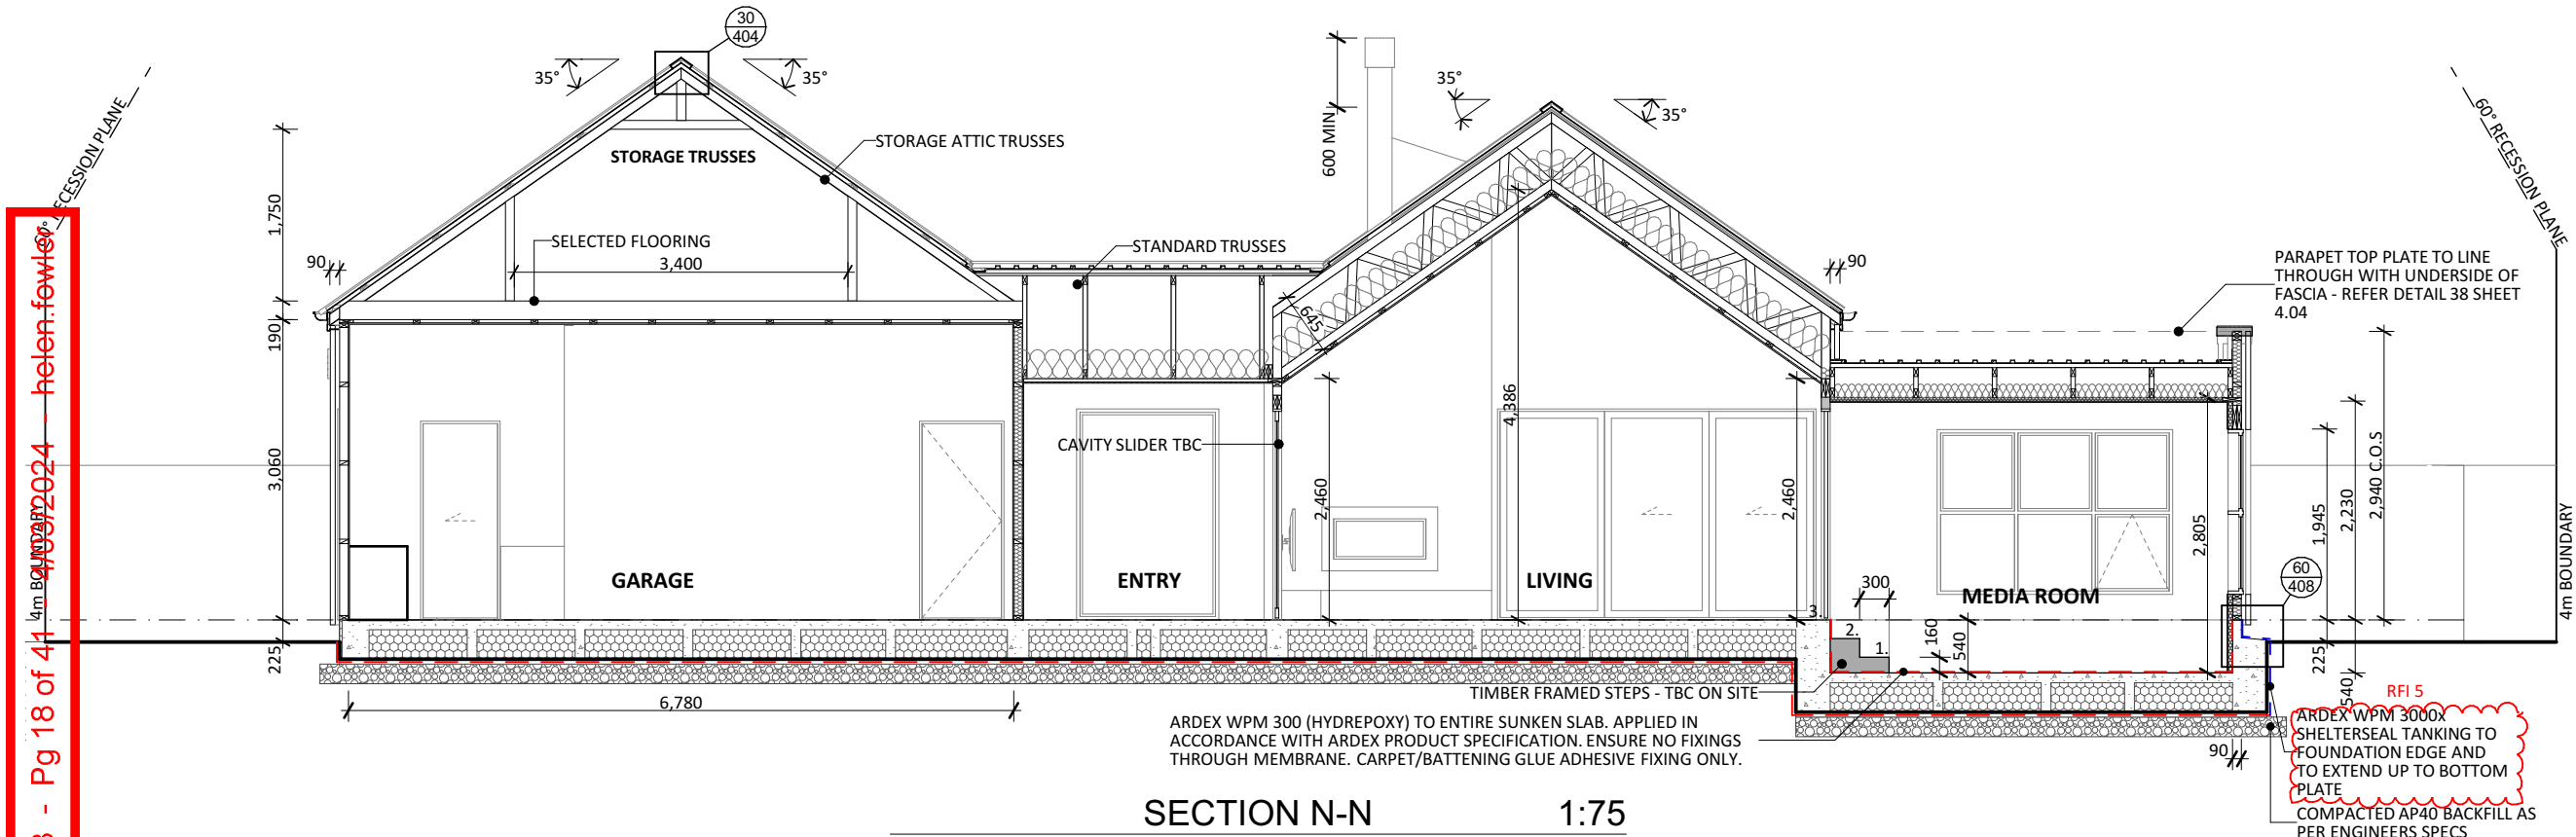 30
404
35°
35°
60° RECESSION PLANE
STORAGE TRUSSES
STORAGE ATTIC TRUSSES
600 MIN
35°
35°
60° RECESSION PLANE
1,750
SELECTED FLOORING
3,400
STANDARD TRUSSES
90
90
PARAPET TOP PLATE TO LINE
THROUGH WITH UNDERSIDE OF
FASCIA - REFER DETAIL 38 SHEET
4.04
190
645
3,060
CAVITY SLIDER TBC
2,460
4,386
2,460
2,805
1,945
2,230
2,940 C.O.S
4m BOUNDARY
4m BOUNDARY
- Pg 18 of 41 - 4/03/2024 - helen.fowler
GARAGE
ENTRY
LIVING
MEDIA ROOM
300
60
408
3.
2.
1.
160
540
225
225
540
6,780
TIMBER FRAMED STEPS - TBC ON SITE
ARDEX WPM 300 (HYDREPOXY) TO ENTIRE SUNKEN SLAB. APPLIED IN
ACCORDANCE WITH ARDEX PRODUCT SPECIFICATION. ENSURE NO FIXINGS
THROUGH MEMBRANE. CARPET/BATTENING GLUE ADHESIVE FIXING ONLY.
RFI 5
ARDEX WPM 3000x
SHELTERSEAL TANKING TO
FOUNDATION EDGE AND
TO EXTEND UP TO BOTTOM
PLATE
90
COMPACTED AP40 BACKFILL AS
PER ENGINEERS SPECS
SECTION N-N 1:75